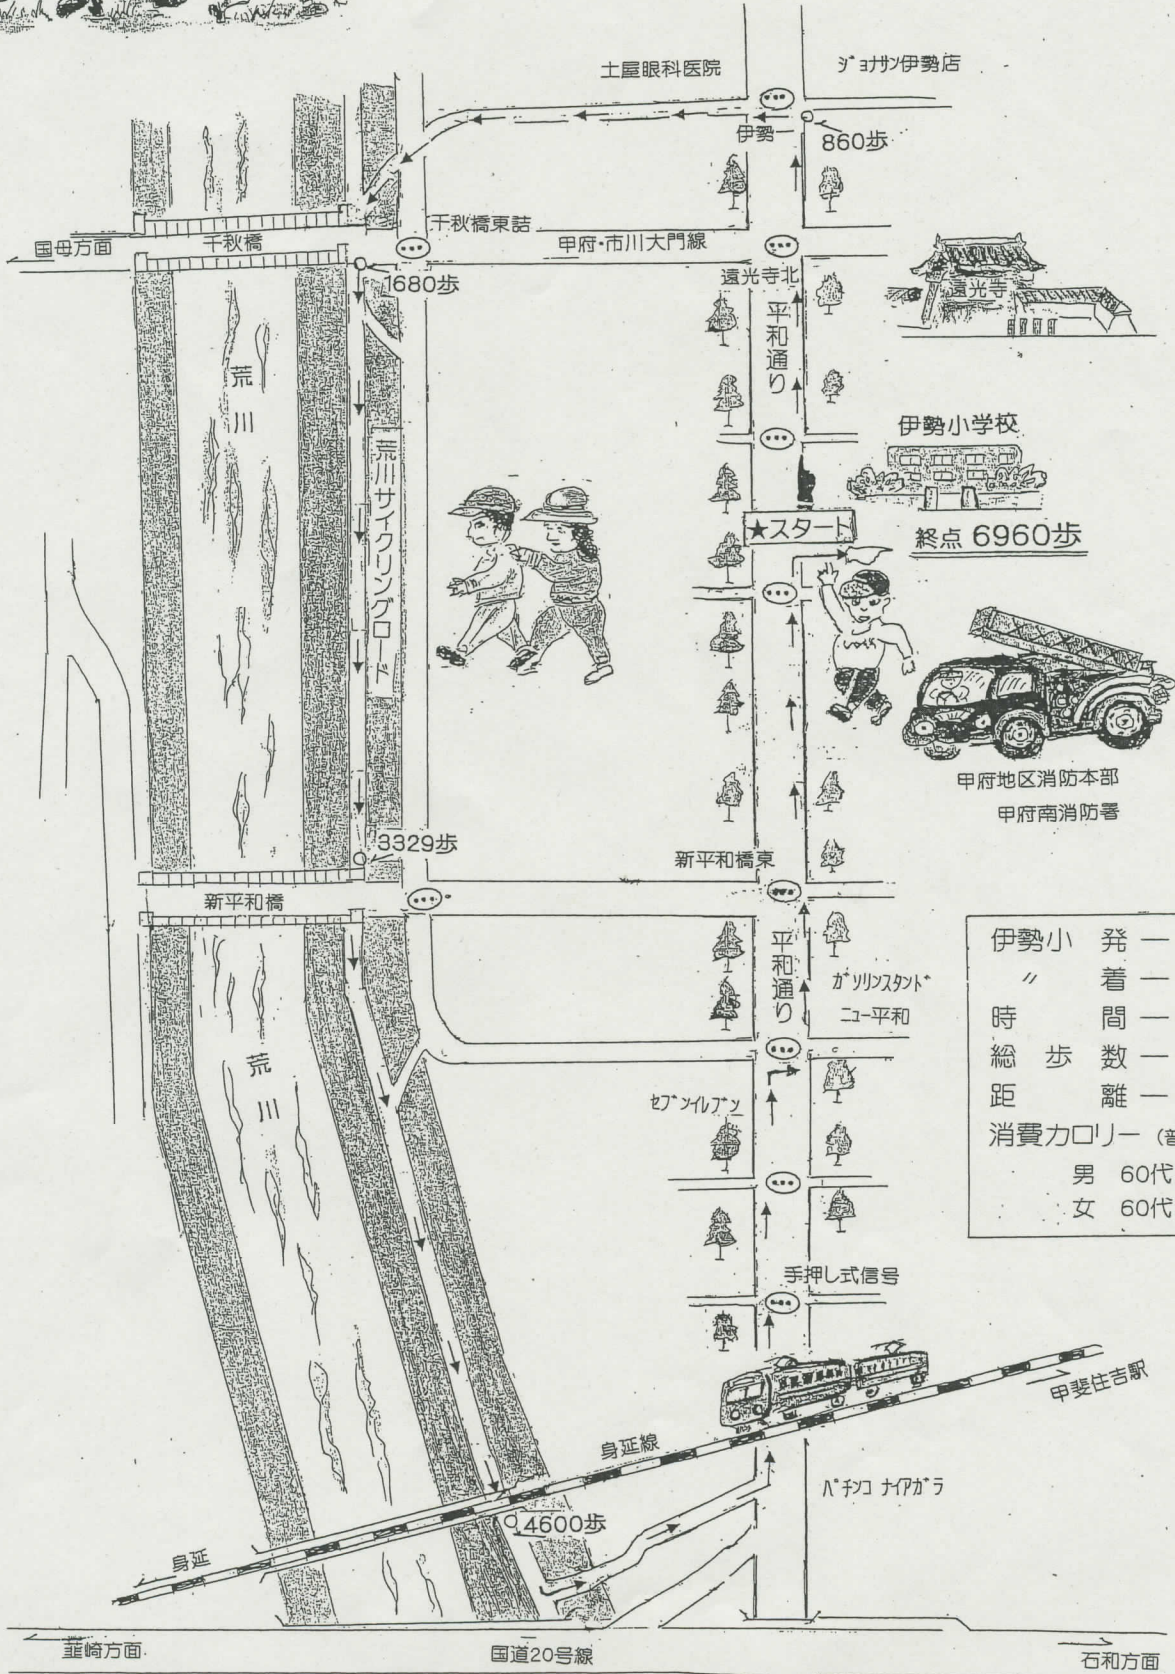 土屋眼科医院
ジョナサン伊勢店
伊勢一
860歩
国母方面
千秋橋
千秋橋東詰
甲府・市川大門線
1680歩
遠光寺北
遠光寺
平和通り
荒川
伊勢小学校
荒川サイクリングロード
★スタート
終点 6960歩
甲府地区消防本部
甲府南消防署
3329歩
新平和橋東
新平和橋
平和通り
ガソリンスタンド
ニュー平和
伊勢小 発 ―
〃 着 ―
時 間 ―
総 歩 数 ―
距 離 ―
消費カロリー
男 60代
女 60代
荒川
セブンイレブン
手押し式信号
甲斐住吉駅
身延線
パチンコ ナイアガラ
4600歩
身延
韮崎方面
国道20号線
石和方面